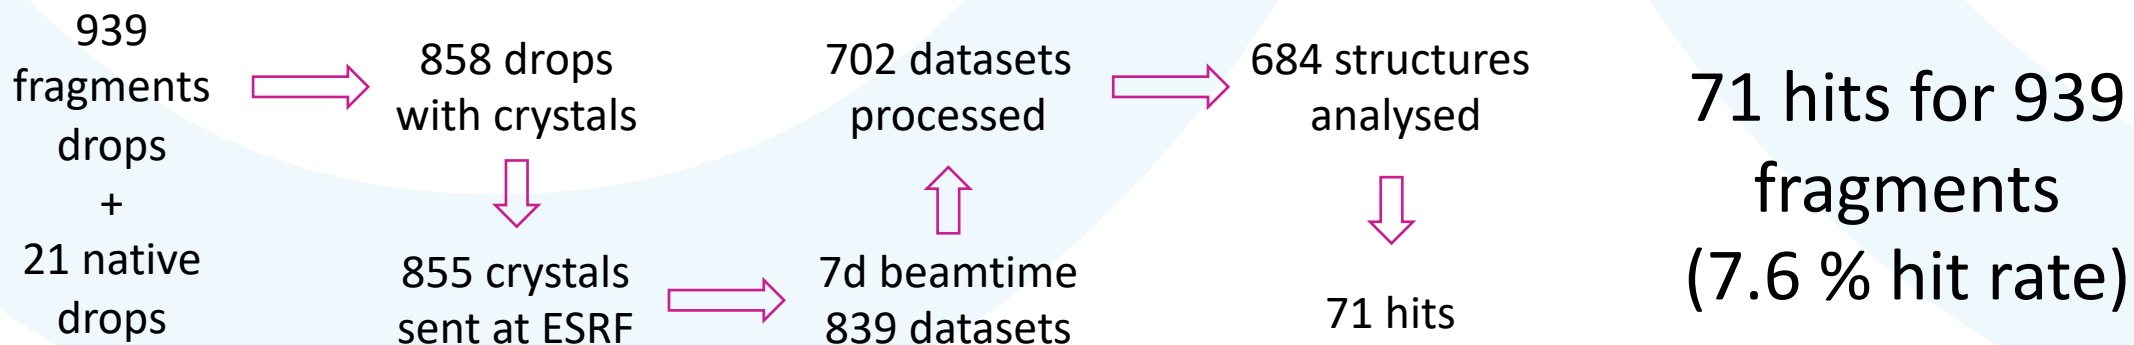 939
fragments
drops
+
21 native
drops
858 drops
with crystals
855 crystals
sent at ESRF
7d beamtime
839 datasets
702 datasets
processed
684 structures
analysed
71 hits
71 hits for 939
fragments
(7.6 % hit rate)